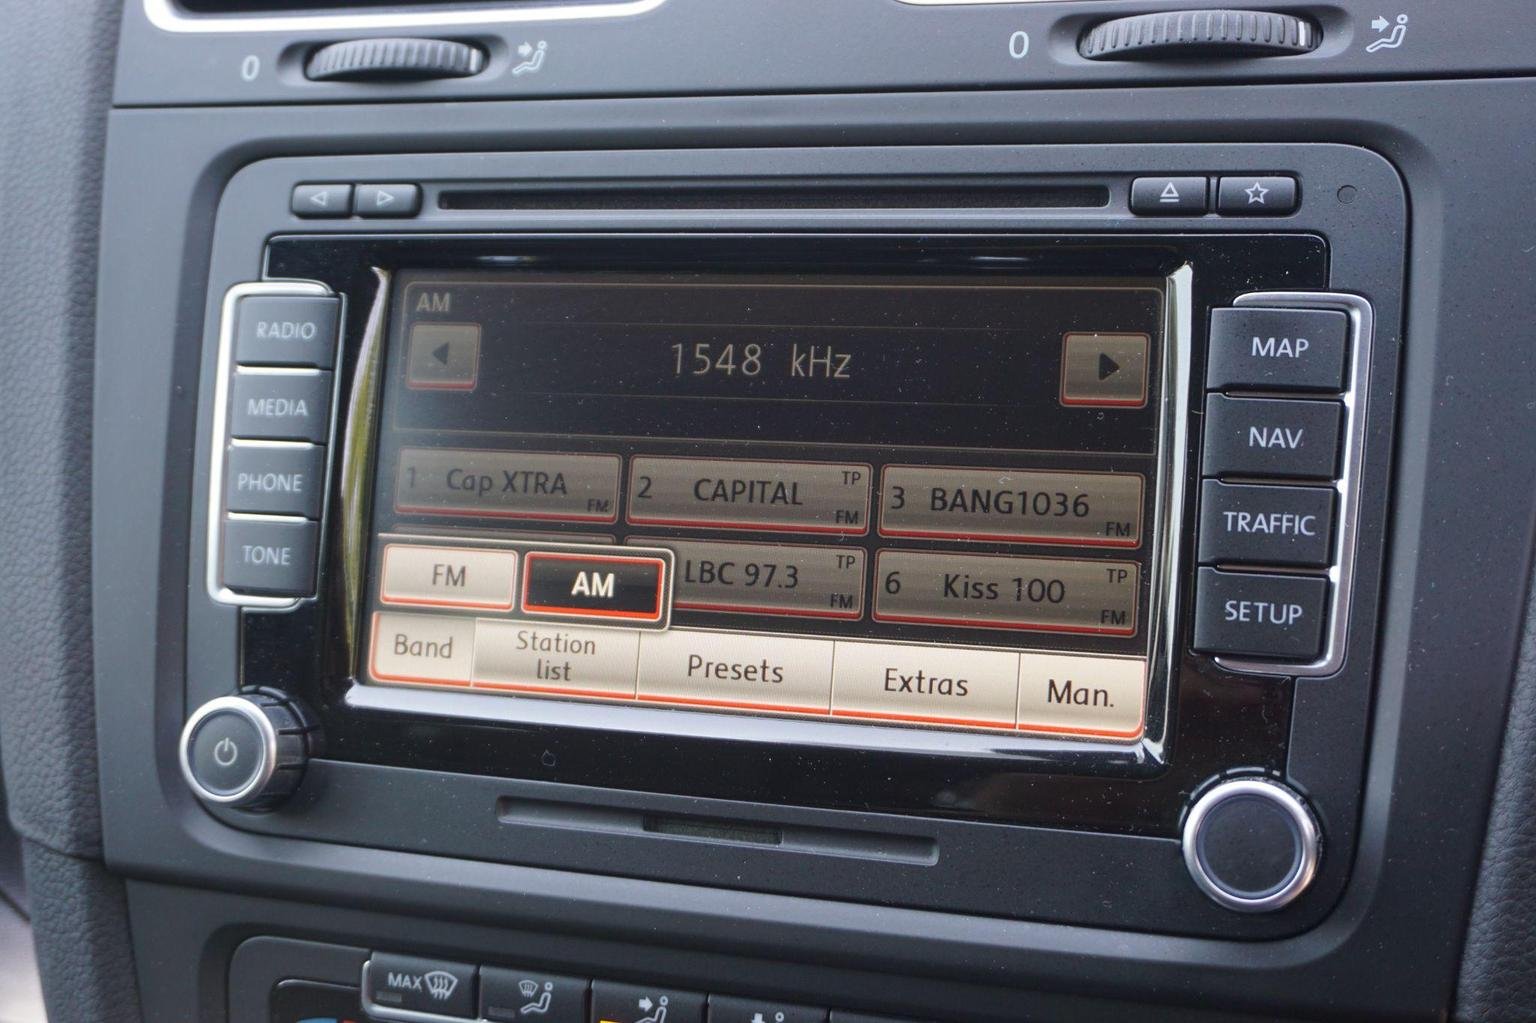 0
0
RADIO
MEDIA
PHONE
TONE
AM
1548 kHz
1 Cap XTRA FM
2 CAPITAL TP FM
3 BANG1036 FM
LBC 97.3 TP FM
6 Kiss 100 TP FM
FM
AM
Band
Station
list
Presets
Extras
Man.
MAP
NAV
TRAFFIC
SETUP
MAX